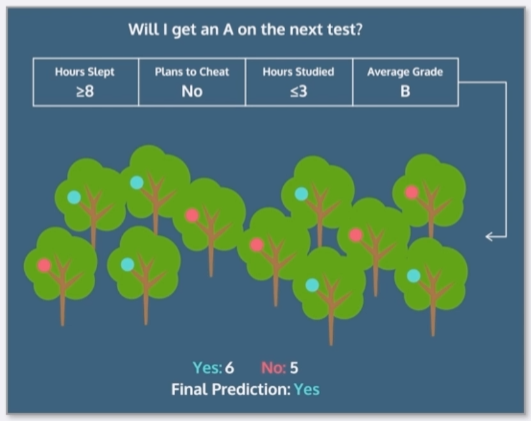 Will I get an A on the next test?
Hours Slept Plans to Cheat Hours Studied Average Grade
≥8 No ≤3 B
Yes: 6 No: 5
Final Prediction: Yes